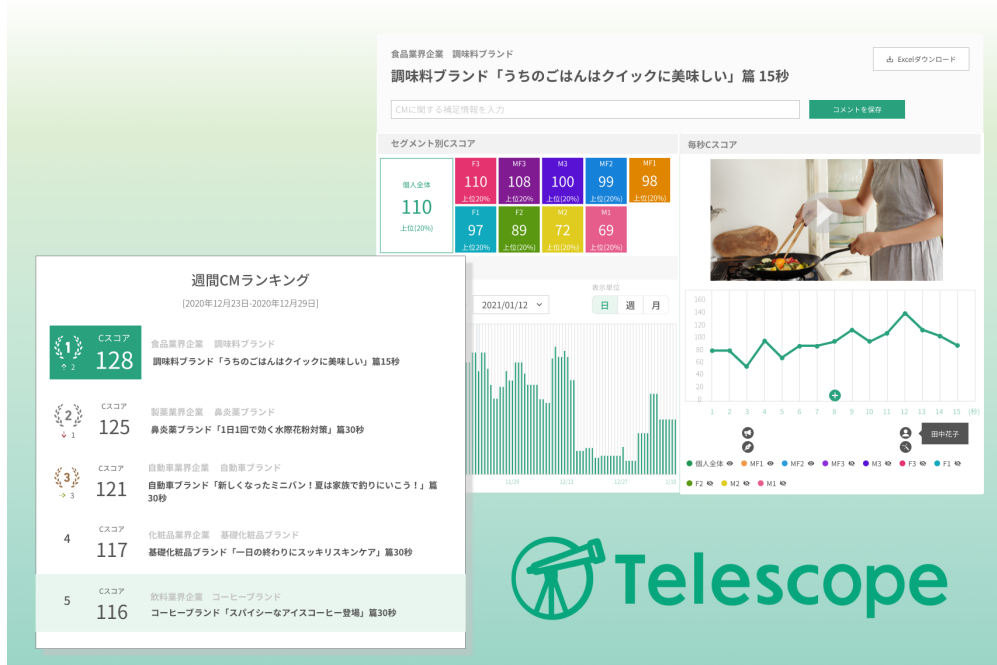 食品業界企業　調味料ブランド
調味料ブランド「うちのごはんはクイックに美味しい」篇 15秒
Excelダウンロード
CMに関する補足情報を入力
コメントを保存
セグメント別Cスコア
個人全体
110
上位(20%)
F3
110
上位20%
MF3
108
上位20%
M3
100
上位(20%)
MF2
99
上位(20%)
MF1
98
上位(20%)
F1
97
上位20%
F2
89
上位(20%)
M2
72
上位(20%)
M1
69
上位(20%)
毎秒Cスコア
160
140
120
100
80
60
40
20
0
1 2 3 4 5 6 7 8 9 10 11 12 13 14 15 (秒)
田中花子
個人全体 MF1 MF2 MF3 M3 F3 F1
F2 M2 M1
表示単位
2021/01/12
日 週 月
11/29 12/13 12/27 1/10
週間CMランキング
[2020年12月23日-2020年12月29日]
1
2
Cスコア
128
食品業界企業　調味料ブランド
調味料ブランド「うちのごはんはクイックに美味しい」篇15秒
2
1
Cスコア
125
製薬業界企業　鼻炎薬ブランド
鼻炎薬ブランド「1日1回で効く水際花粉対策」篇30秒
3
3
Cスコア
121
自動車業界企業　自動車ブランド
自動車ブランド「新しくなったミニバン！夏は家族で釣りにいこう！」篇
30秒
4
Cスコア
117
化粧品業界企業　基礎化粧品ブランド
基礎化粧品ブランド「一日の終わりにスッキリスキンケア」篇30秒
5
Cスコア
116
飲料業界企業　コーヒーブランド
コーヒーブランド「スパイシーなアイスコーヒー登場」篇30秒
Telescope